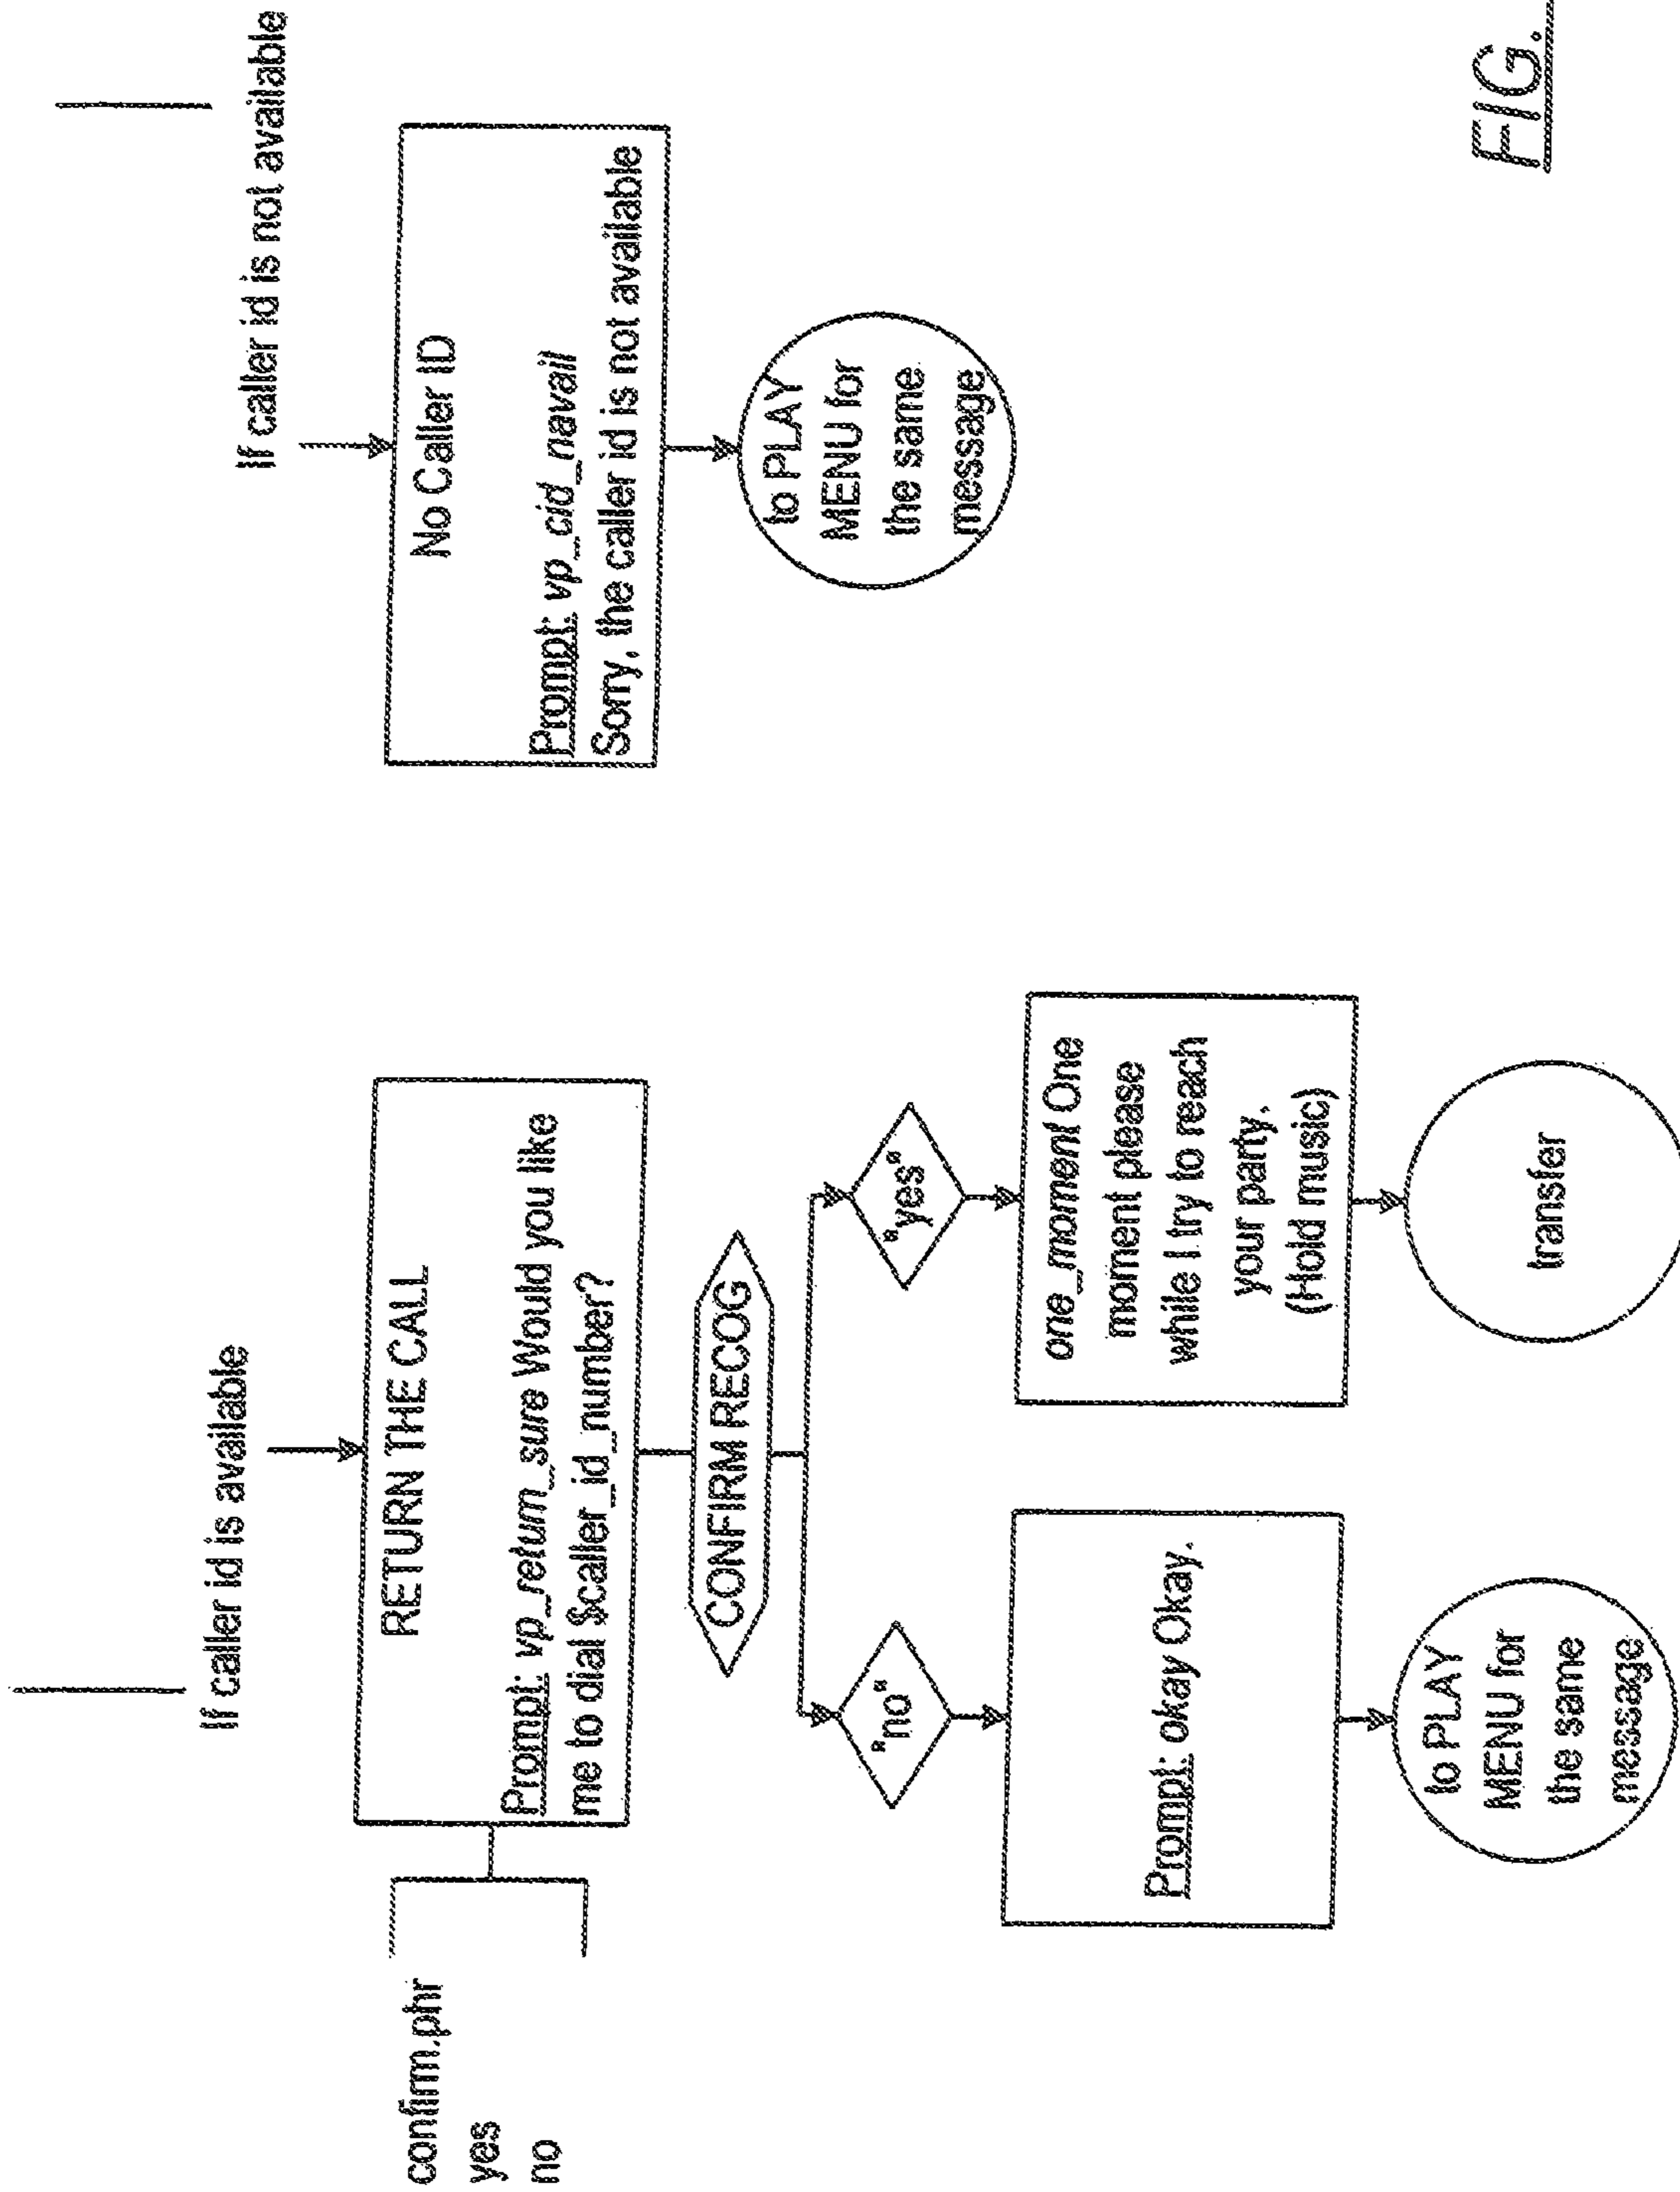 If caller id is available
confirm.phr
yes
no
RETURN THE CALL
Prompt: vp_return_sure Would you like
me to dial $caller_id_number?
CONFIRM RECOG
"no"
Prompt: okay Okay.
to PLAY
MENU for
the same
message
"yes"
one_moment One
moment please
while I try to reach
your party.
(Hold music)
transfer
If caller id is not available
No Caller ID
Prompt: vp_cid_navail
Sorry, the caller id is not available
to PLAY
MENU for
the same
message
FIG.